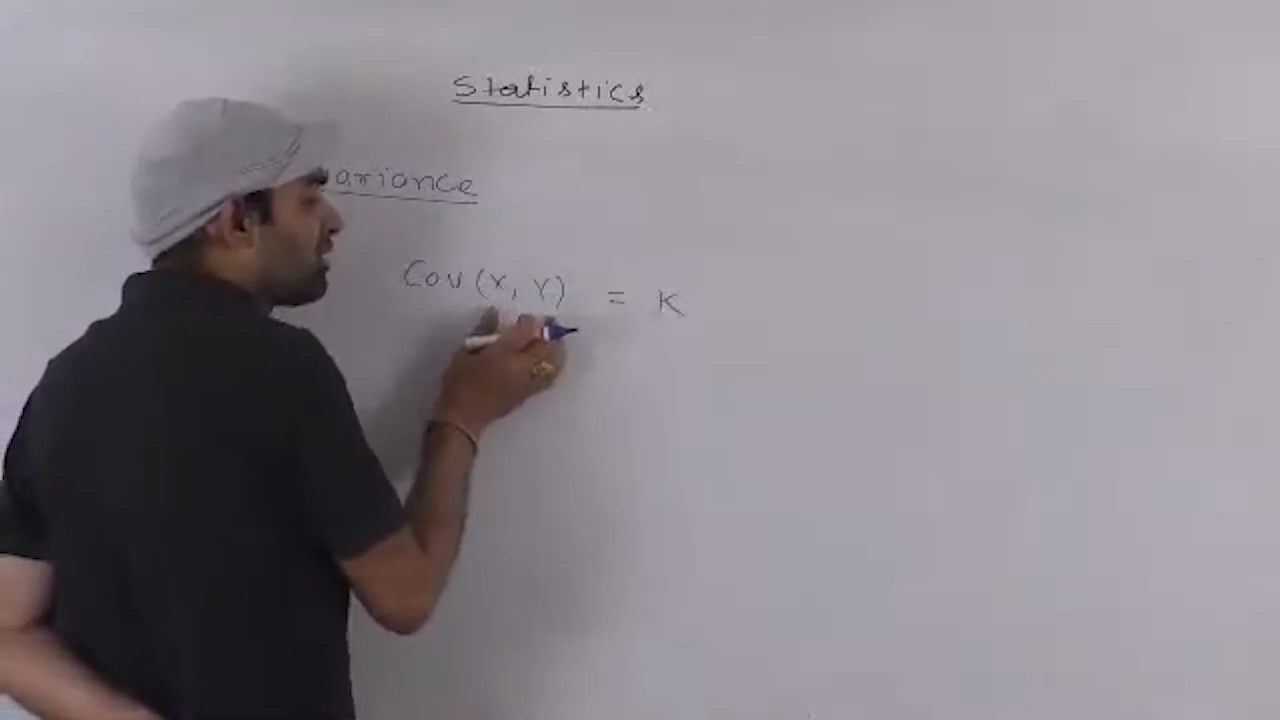 Statistics
ariance
Cov (X, Y) = K